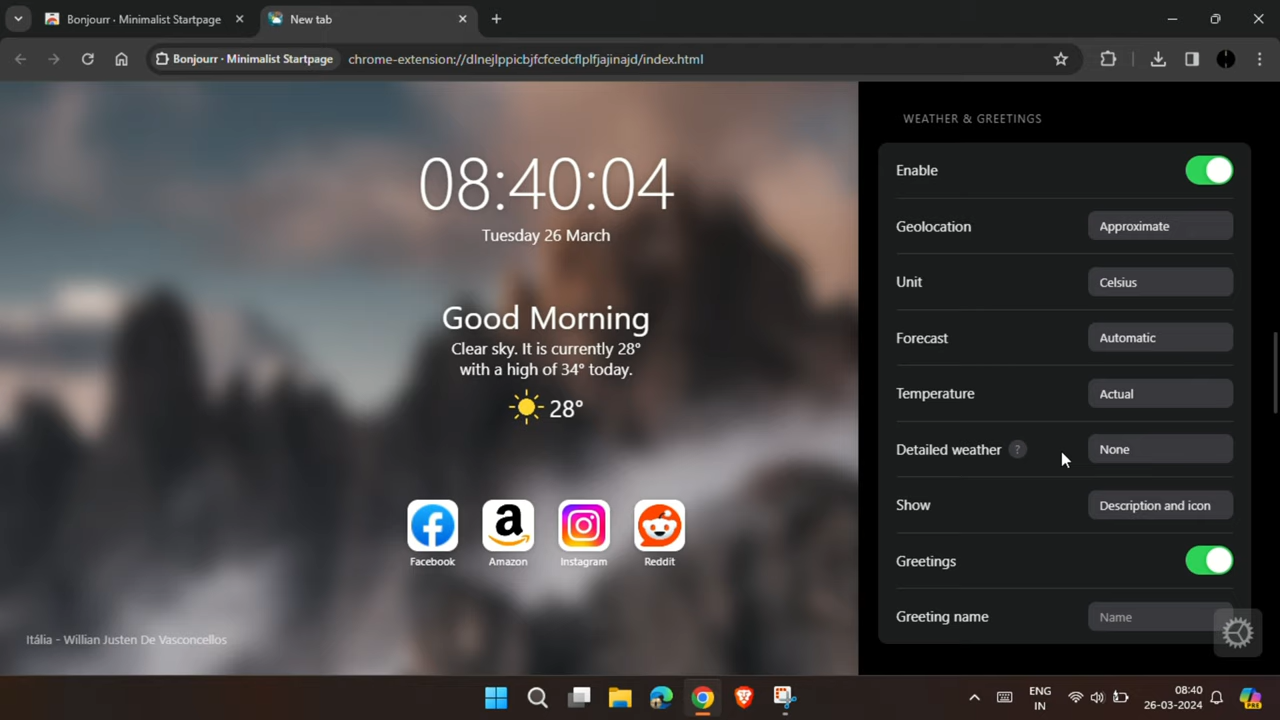 Bonjourr · Minimalist Startpage
New tab
Bonjourr · Minimalist Startpage
chrome-extension://dlnejlppicbjfcfcedcflplfjajinajd/index.html
08:40:04
Tuesday 26 March
Good Morning
Clear sky. It is currently 28°
with a high of 34° today.
28°
Facebook
Amazon
Instagram
Reddit
Itália - Willian Justen De Vasconcellos
WEATHER & GREETINGS
Enable
Geolocation
Approximate
Unit
Celsius
Forecast
Automatic
Temperature
Actual
Detailed weather ?
None
Show
Description and icon
Greetings
Greeting name
Name
ENG
IN
08:40
26-03-2024
PRE